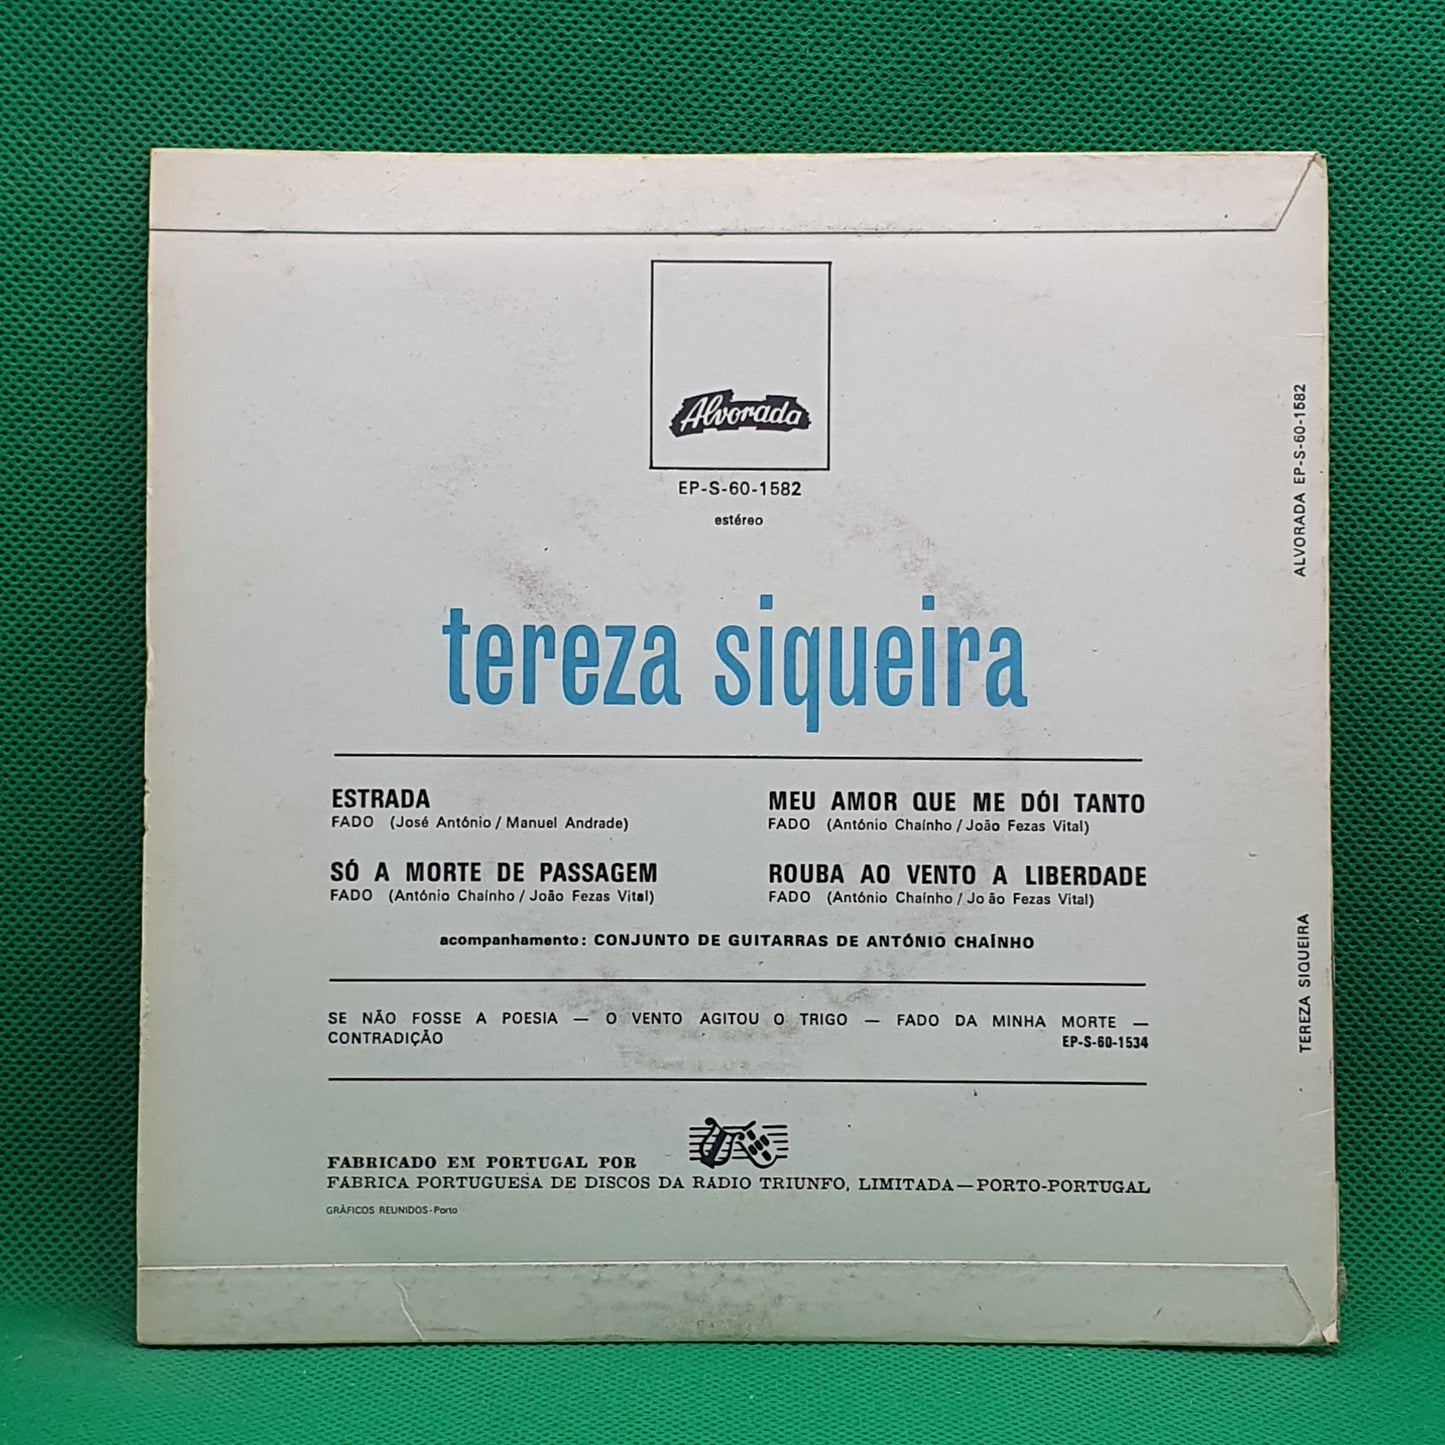 Alvorada
EP-S-60-1582
estéreo
tereza siqueira
ESTRADA
FADO (José António / Manuel Andrade)
SÓ A MORTE DE PASSAGEM
FADO (António Chaínho / João Fezas Vital)
MEU AMOR QUE ME DÓI TANTO
FADO (António Chaínho / João Fezas Vital)
ROUBA AO VENTO A LIBERDADE
FADO (António Chaínho / Jo ão Fezas Vital)
acompanhamento: CONJUNTO DE GUITARRAS DE ANTÓNIO CHAÍNHO
SE NÃO FOSSE A POESIA — O VENTO AGITOU O TRIGO — FADO DA MINHA MORTE —
CONTRADIÇÃO EP-S-60-1534
FABRICADO EM PORTUGAL POR
FÁBRICA PORTUGUESA DE DISCOS DA RÁDIO TRIUNFO, LIMITADA—PORTO-PORTUGAL
GRÁFICOS REUNIDOS-Porto
ALVORADA EP-S-60-1582
TEREZA SIQUEIRA